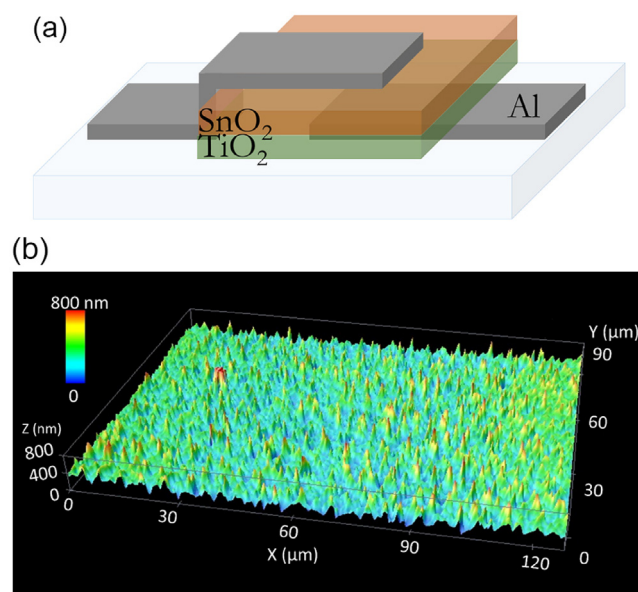 (a)
Al
SnO₂
TiO₂
(b)
800 nm
0
Y (μm)
90
60
30
0
Z (nm)
800
400
0
0
30
60
90
120
X (μm)